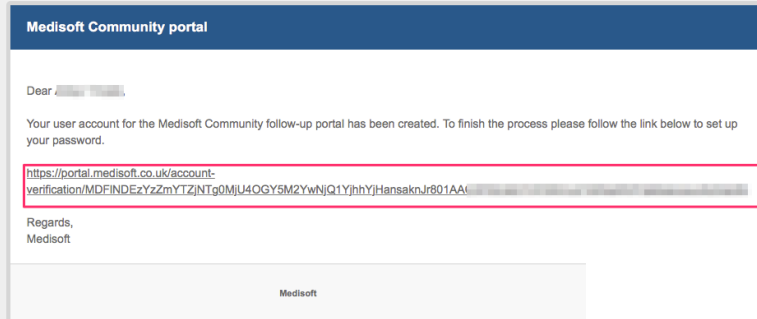 Medisoft Community portal
Dear
Your user account for the Medisoft Community follow-up portal has been created. To finish the process please follow the link below to set up
your password.
https://portal.medisoft.co.uk/account-
verification/MDFlNDEzYzZmYTZjNTg0MjU4OGY5M2YwNjQ1YjhhYjHansaknJr801AA
Regards,
Medisoft
Medisoft